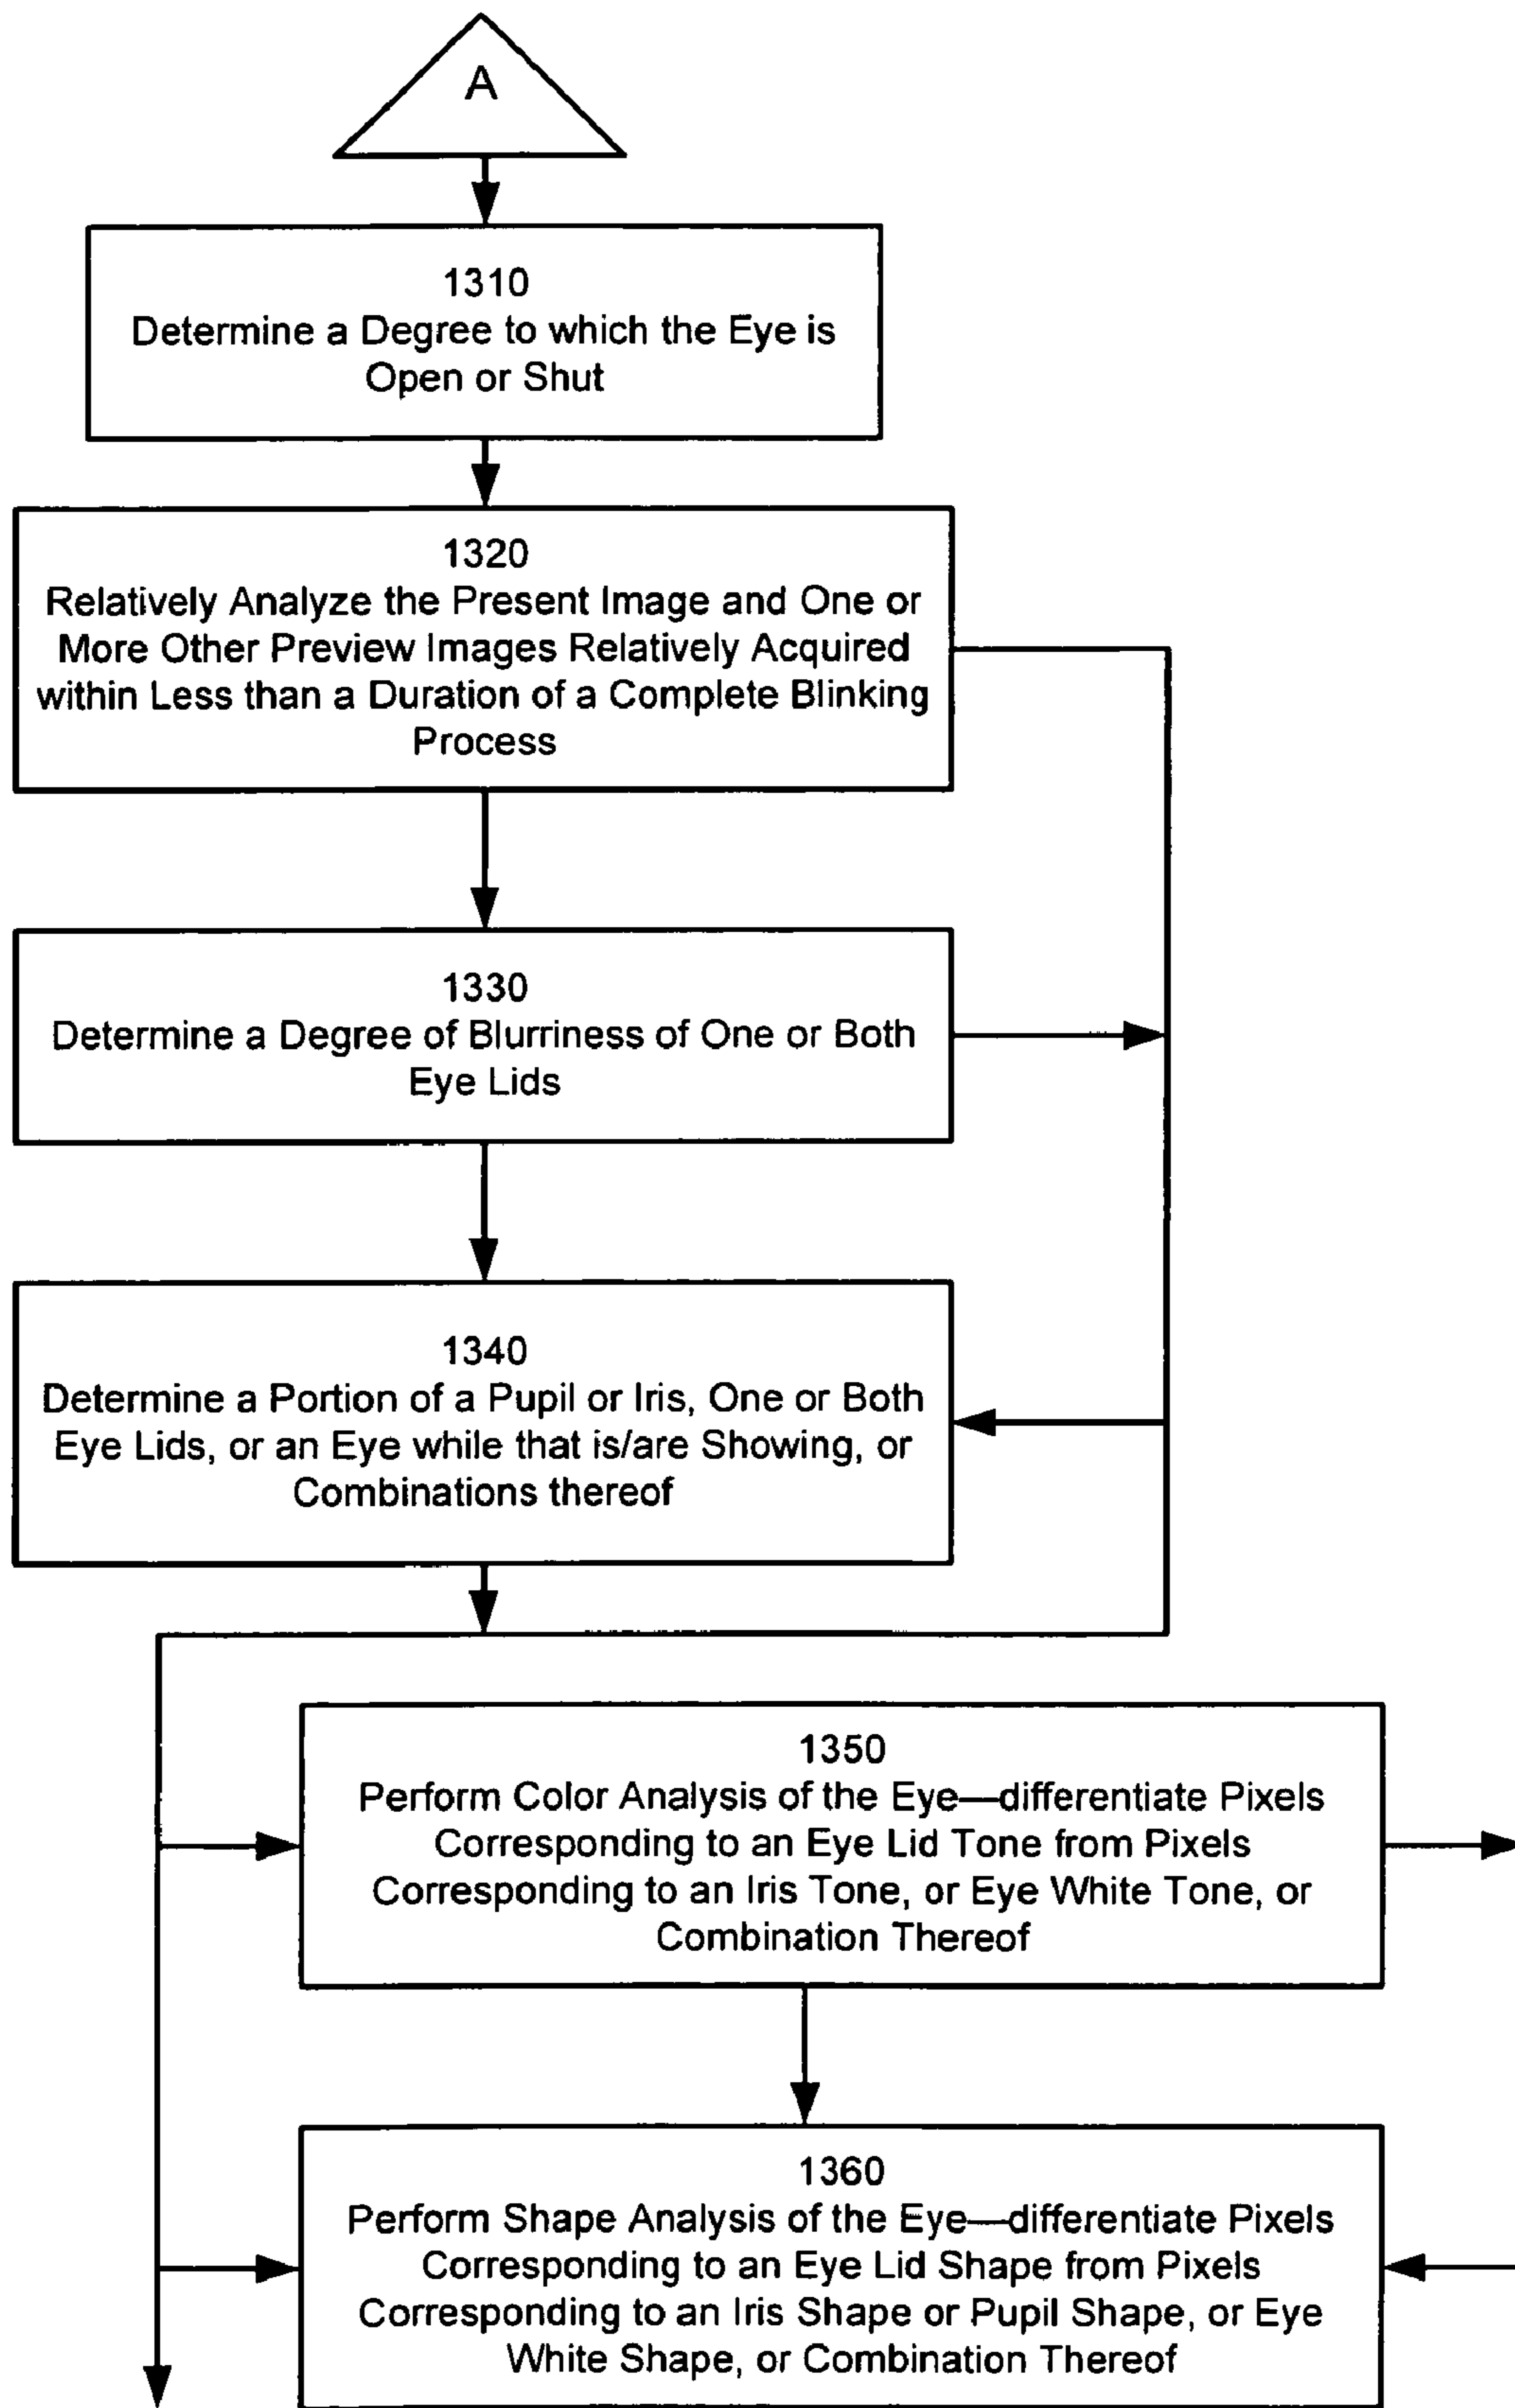 A
1310
Determine a Degree to which the Eye is
Open or Shut
1320
Relatively Analyze the Present Image and One or
More Other Preview Images Relatively Acquired
within Less than a Duration of a Complete Blinking
Process
1330
Determine a Degree of Blurriness of One or Both
Eye Lids
1340
Determine a Portion of a Pupil or Iris, One or Both
Eye Lids, or an Eye while that is/are Showing, or
Combinations thereof
1350
Perform Color Analysis of the Eye—differentiate Pixels
Corresponding to an Eye Lid Tone from Pixels
Corresponding to an Iris Tone, or Eye White Tone, or
Combination Thereof
1360
Perform Shape Analysis of the Eye—differentiate Pixels
Corresponding to an Eye Lid Shape from Pixels
Corresponding to an Iris Shape or Pupil Shape, or Eye
White Shape, or Combination Thereof